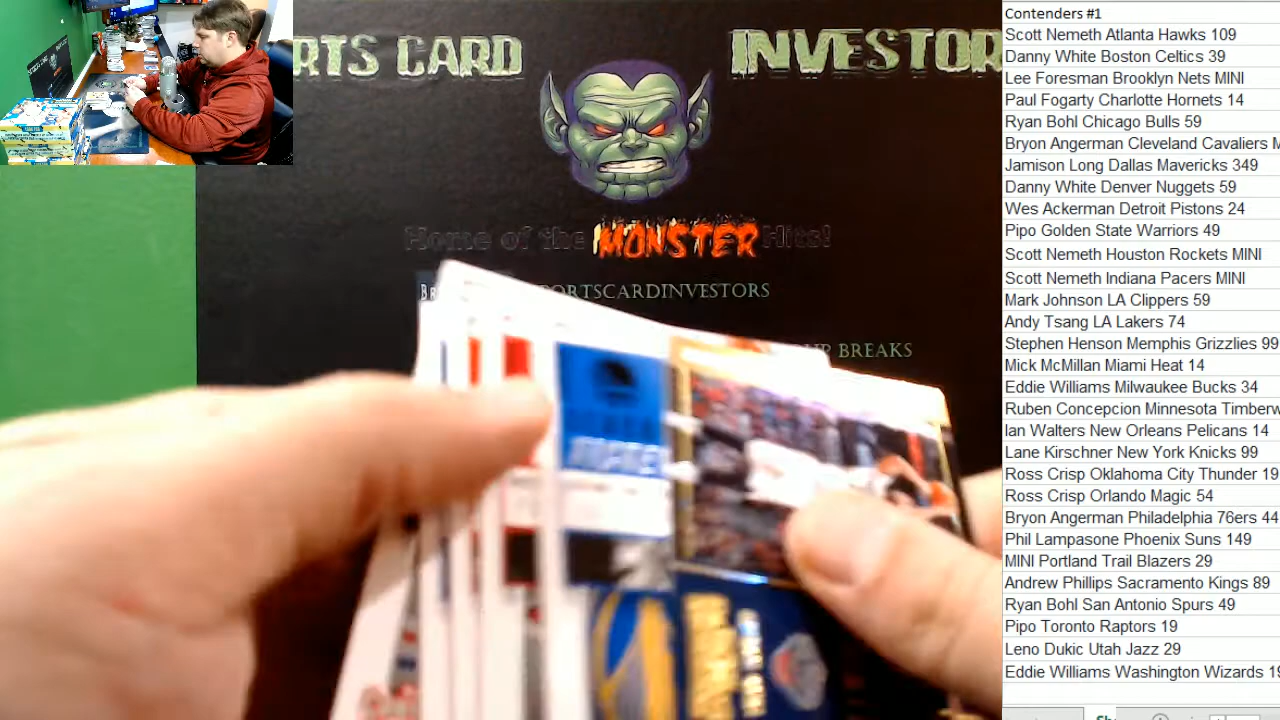 RTS CARD INVESTOR
Home of the MONSTER Hits!
BR PORTSCARDINVESTORS
UR BREAKS
Contenders #1
Scott Nemeth Atlanta Hawks 109
Danny White Boston Celtics 39
Lee Foresman Brooklyn Nets MINI
Paul Fogarty Charlotte Hornets 14
Ryan Bohl Chicago Bulls 59
Bryon Angerman Cleveland Cavaliers M
Jamison Long Dallas Mavericks 349
Danny White Denver Nuggets 59
Wes Ackerman Detroit Pistons 24
Pipo Golden State Warriors 49
Scott Nemeth Houston Rockets MINI
Scott Nemeth Indiana Pacers MINI
Mark Johnson LA Clippers 59
Andy Tsang LA Lakers 74
Stephen Henson Memphis Grizzlies 99
Mick McMillan Miami Heat 14
Eddie Williams Milwaukee Bucks 34
Ruben Concepcion Minnesota Timberw
Ian Walters New Orleans Pelicans 14
Lane Kirschner New York Knicks 99
Ross Crisp Oklahoma City Thunder 19
Ross Crisp Orlando Magic 54
Bryon Angerman Philadelphia 76ers 44
Phil Lampasone Phoenix Suns 149
MINI Portland Trail Blazers 29
Andrew Phillips Sacramento Kings 89
Ryan Bohl San Antonio Spurs 49
Pipo Toronto Raptors 19
Leno Dukic Utah Jazz 29
Eddie Williams Washington Wizards 19